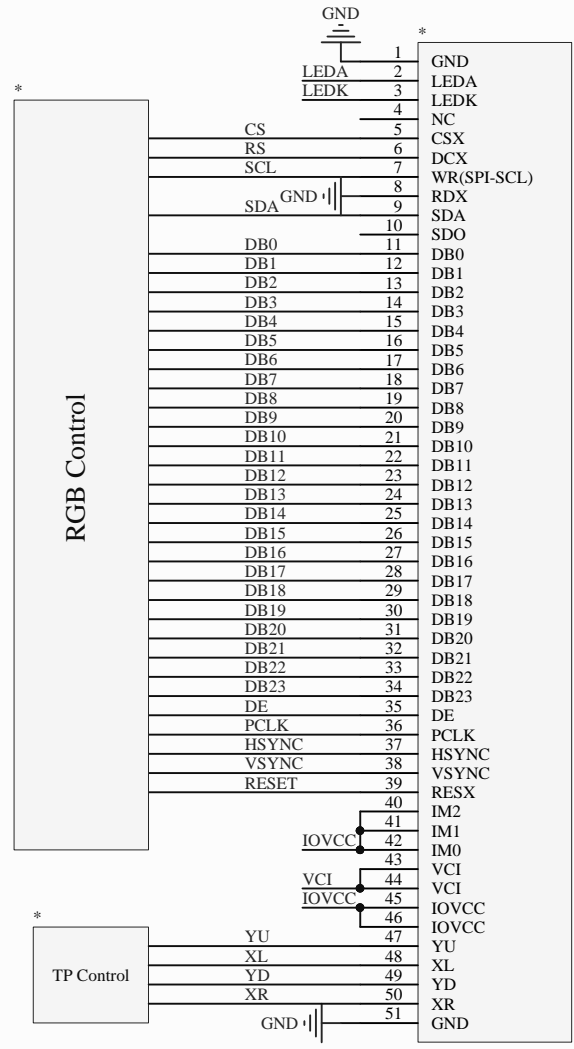 GND
*
1 GND
LEDA 2 LEDA
LEDK 3 LEDK
*
4 NC
CS 5 CSX
RS 6 DCX
SCL 7 WR(SPI-SCL)
GND 8 RDX
SDA 9 SDA
10 SDO
DB0 11 DB0
DB1 12 DB1
DB2 13 DB2
DB3 14 DB3
DB4 15 DB4
DB5 16 DB5
DB6 17 DB6
DB7 18 DB7
DB8 19 DB8
DB9 20 DB9
DB10 21 DB10
DB11 22 DB11
DB12 23 DB12
DB13 24 DB13
DB14 25 DB14
DB15 26 DB15
DB16 27 DB16
DB17 28 DB17
DB18 29 DB18
DB19 30 DB19
DB20 31 DB20
DB21 32 DB21
DB22 33 DB22
DB23 34 DB23
DE 35 DE
PCLK 36 PCLK
HSYNC 37 HSYNC
VSYNC 38 VSYNC
RESET 39 RESX
RGB Control
40 IM2
41 IM1
IOVCC 42 IM0
43 VCI
VCI 44 VCI
IOVCC 45 IOVCC
*
46 IOVCC
YU 47 YU
XL 48 XL
TP Control
YD 49 YD
XR 50 XR
GND 51 GND